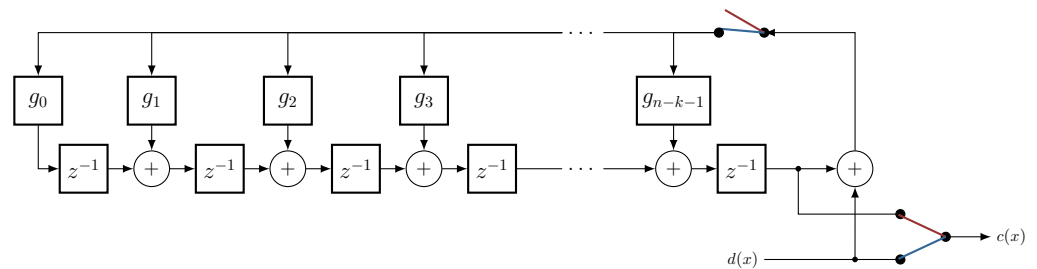 · · ·
g₀ g₁ g₂ g₃ gₙ₋ₖ₋₁
z⁻¹ + z⁻¹ + z⁻¹ + z⁻¹ · · · + z⁻¹ +
c(x)
d(x)